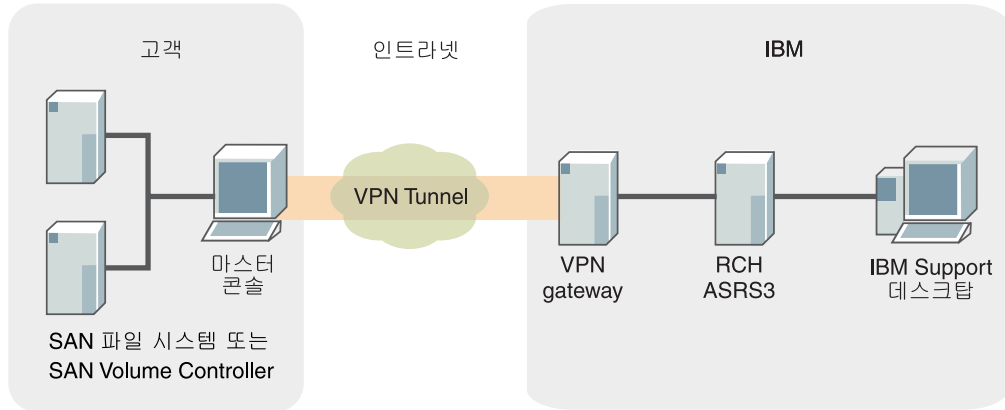 고객
인트라넷
IBM
VPN Tunnel
마스터
콘솔
SAN 파일 시스템 또는
SAN Volume Controller
VPN
gateway
RCH
ASRS3
IBM Support
데스크탑